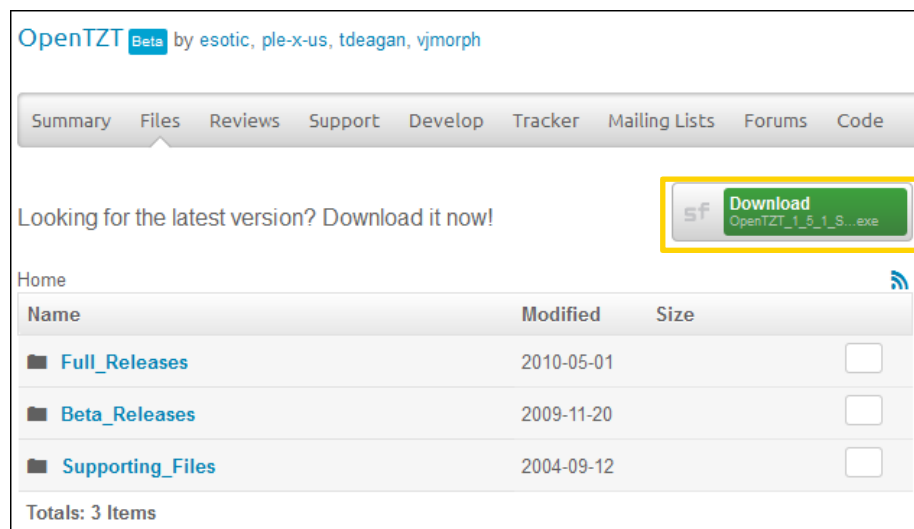 OpenTZT Beta by esotic, ple-x-us, tdeagan, vjmorph
Summary Files Reviews Support Develop Tracker Mailing Lists Forums Code
Looking for the latest version? Download it now!
sf Download
OpenTZT_1_5_1_S...exe
Home
Name Modified Size
Full_Releases 2010-05-01
Beta_Releases 2009-11-20
Supporting_Files 2004-09-12
Totals: 3 Items